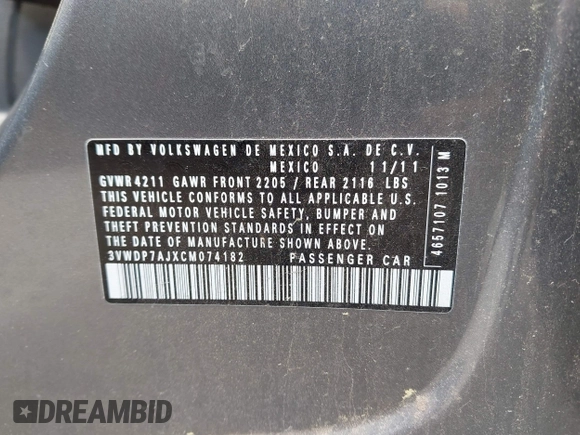 MFD BY VOLKSWAGEN DE MEXICO S.A. DE C.V.
MEXICO 11/11
GVWR 4211 GAWR FRONT 2205 / REAR 2116 LBS
THIS VEHICLE CONFORMS TO ALL APPLICABLE U.S.
FEDERAL MOTOR VEHICLE SAFETY, BUMPER AND
THEFT PREVENTION STANDARDS IN EFFECT ON
THE DATE OF MANUFACTURE SHOWN ABOVE.
3VWDP7AJXCM074182 PASSENGER CAR
4657107 1013 M
DREAMBID